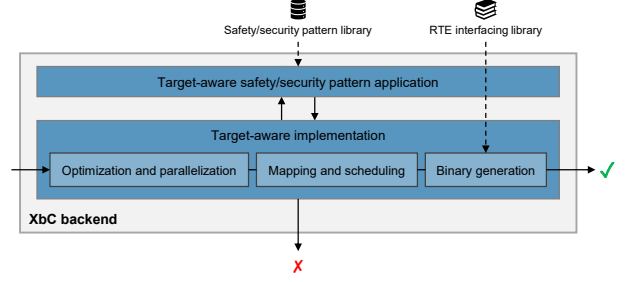 Safety/security pattern library
RTE interfacing library
Target-aware safety/security pattern application
Target-aware implementation
Optimization and parallelization
Mapping and scheduling
Binary generation
XbC backend